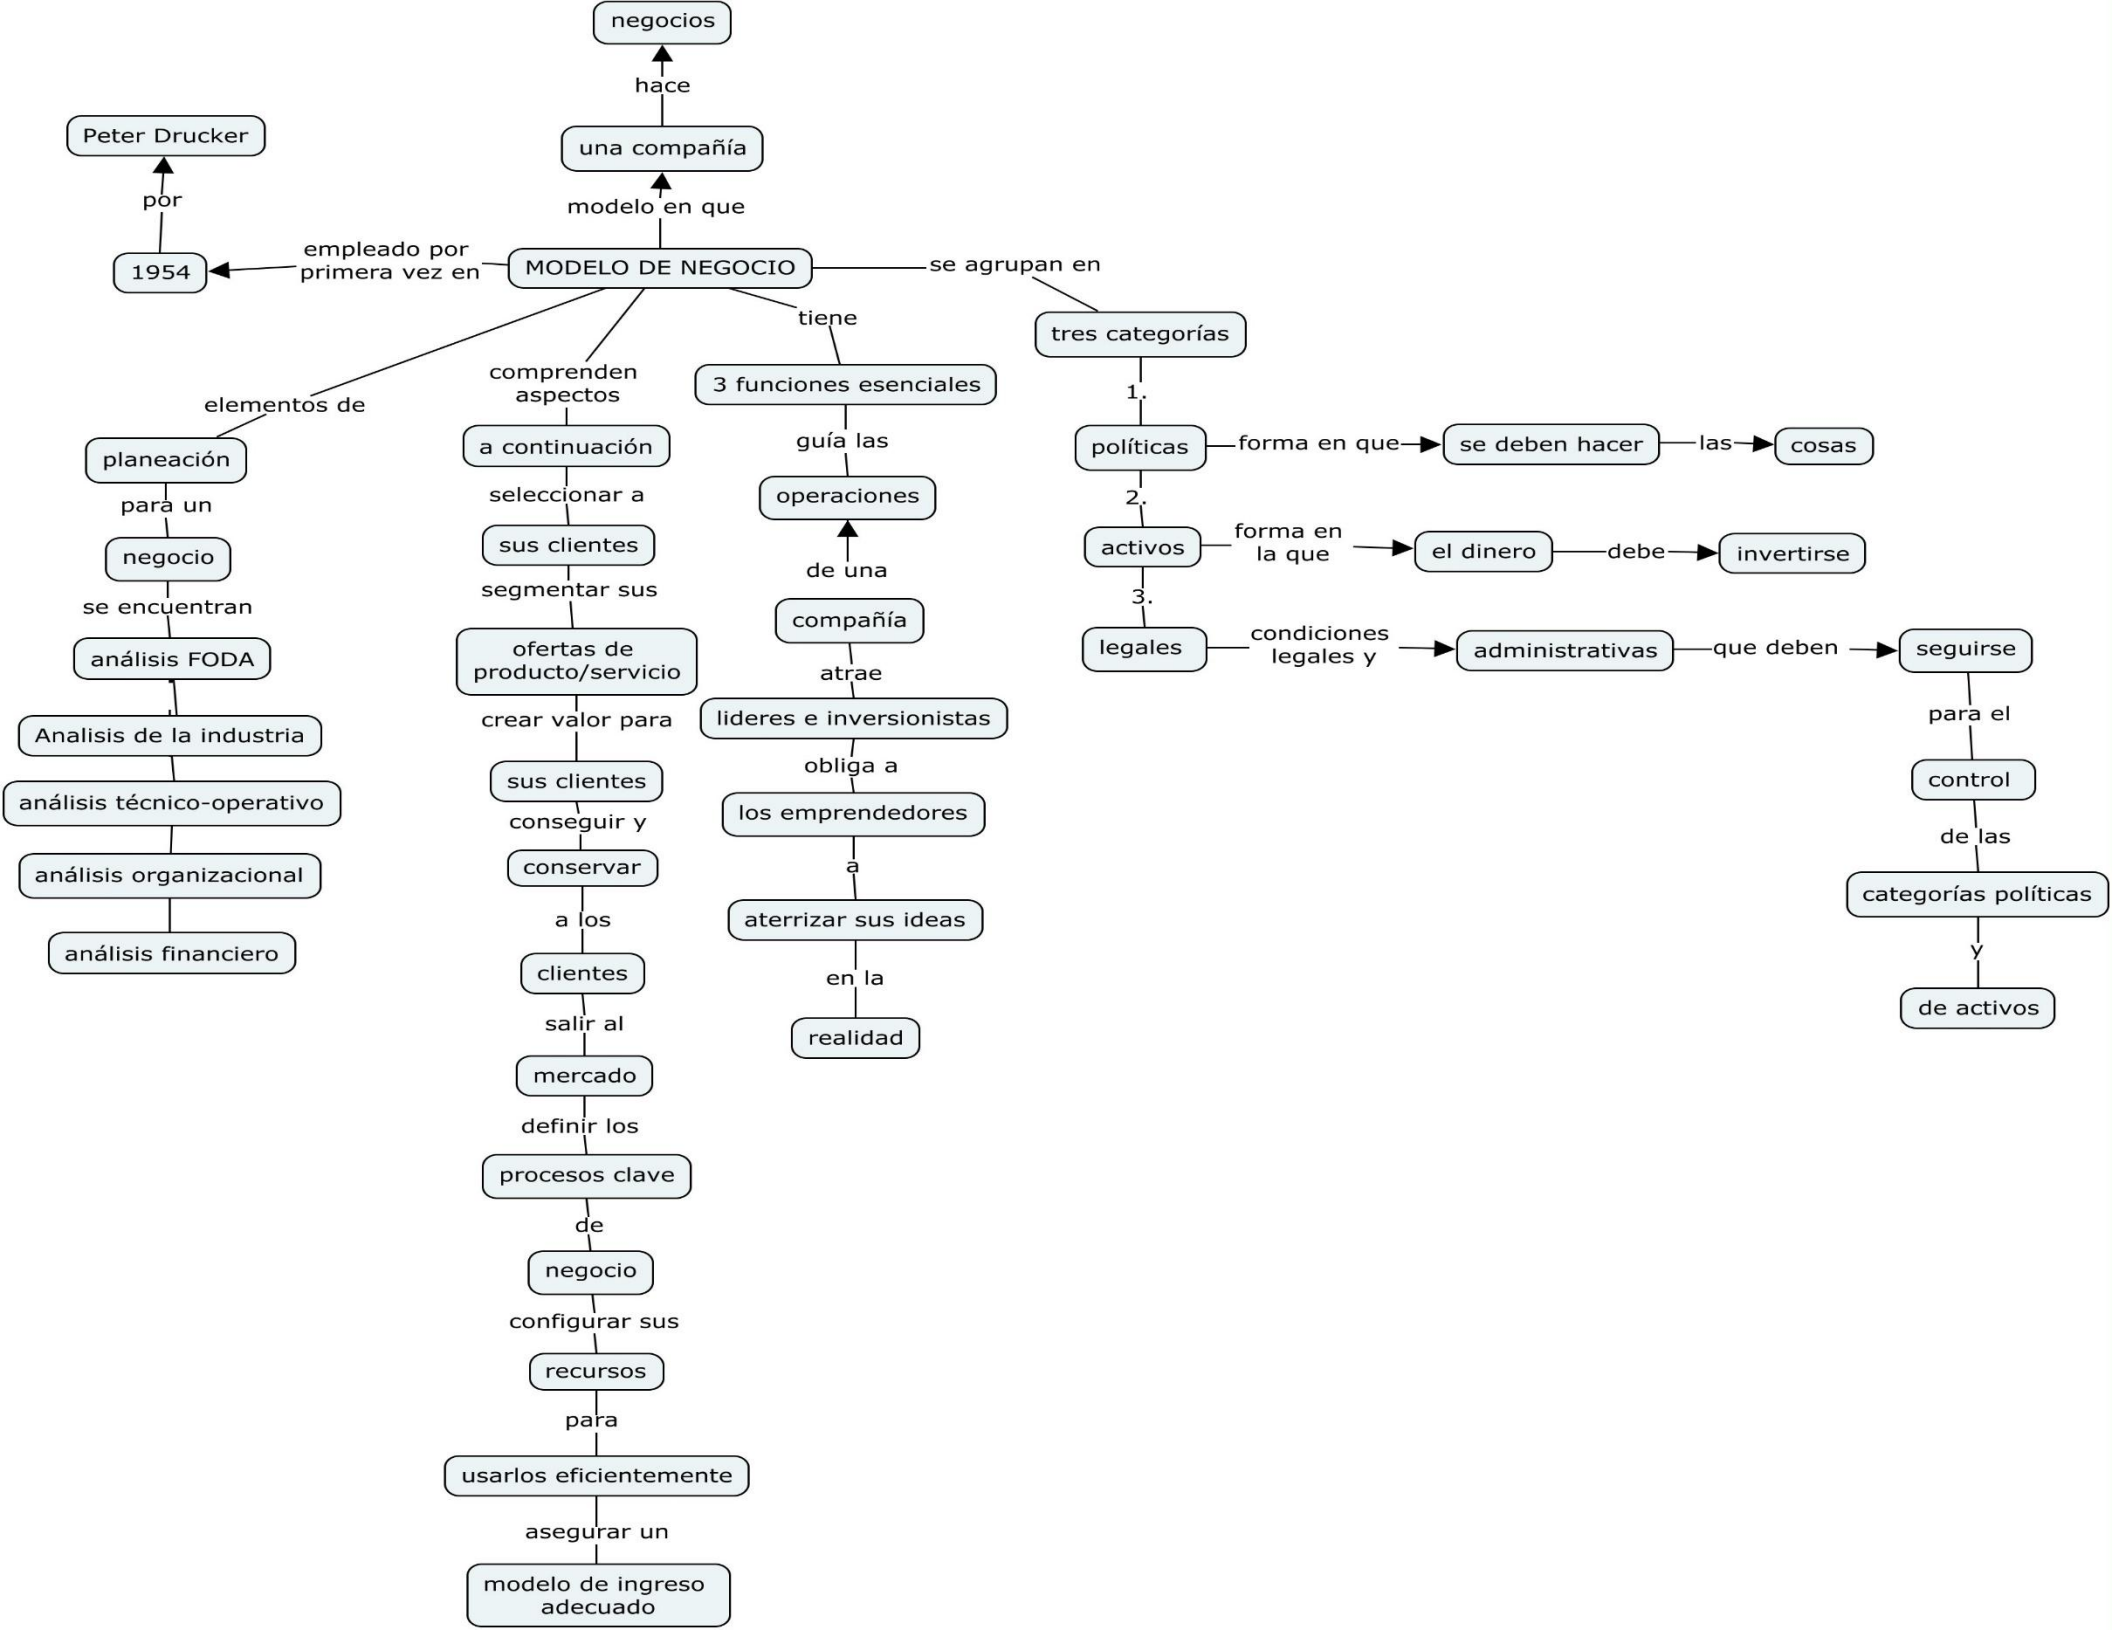 negocios
hace
una compañía
modelo en que
MODELO DE NEGOCIO
empleado por
primera vez en
1954
por
Peter Drucker
elementos de
planeación
para un
negocio
se encuentran
análisis FODA
Analisis de la industria
análisis técnico-operativo
análisis organizacional
análisis financiero
comprenden
aspectos
a continuación
seleccionar a
sus clientes
segmentar sus
ofertas de
producto/servicio
crear valor para
sus clientes
conseguir y
conservar
a los
clientes
salir al
mercado
definir los
procesos clave
de
negocio
configurar sus
recursos
para
usarlos eficientemente
asegurar un
modelo de ingreso
adecuado
tiene
3 funciones esenciales
guía las
operaciones
de una
compañía
atrae
lideres e inversionistas
obliga a
los emprendedores
a
aterrizar sus ideas
en la
realidad
se agrupan en
tres categorías
1.
políticas
forma en que
se deben hacer
las
cosas
2.
activos
forma en
la que
el dinero
debe
invertirse
3.
legales
condiciones
legales y
administrativas
que deben
seguirse
para el
control
de las
categorías políticas
y
de activos